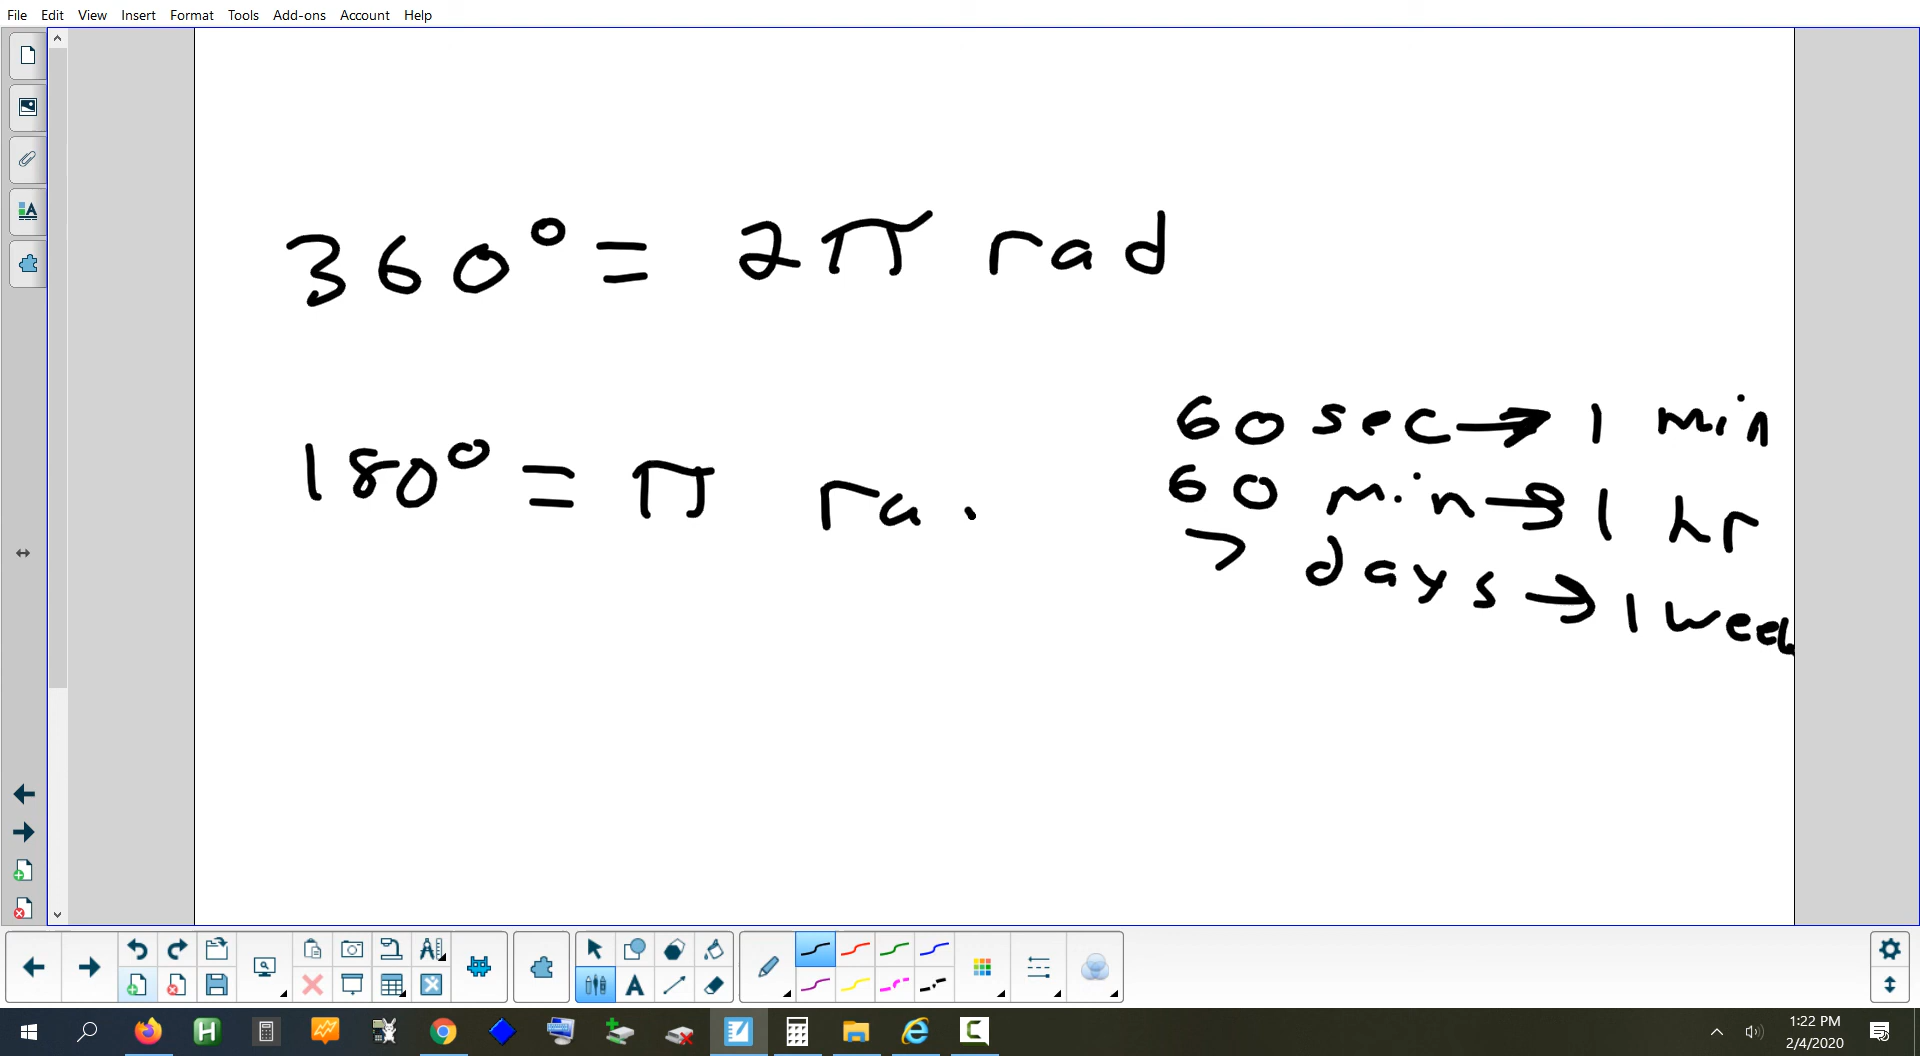 File Edit View Insert Format Tools Add-ons Account Help
360° = 2π rad
180° = π ra
60 sec → 1 min
60 min → 1 hr
7 days → 1 week
1:22 PM
2/4/2020